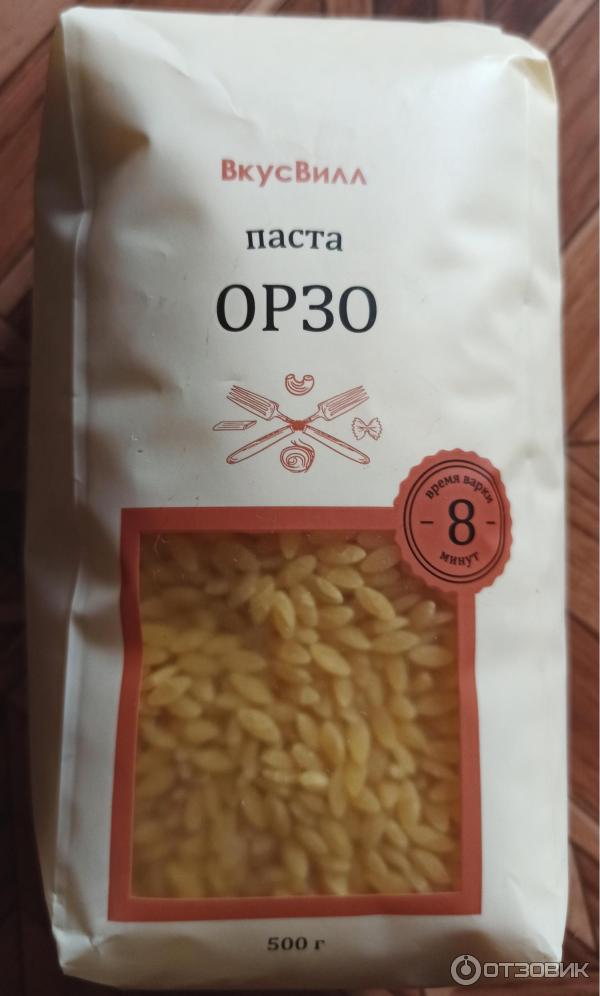 ВкусВилл
паста
ОРЗО
время варки
8
минут
500 г
ОТЗОВИК